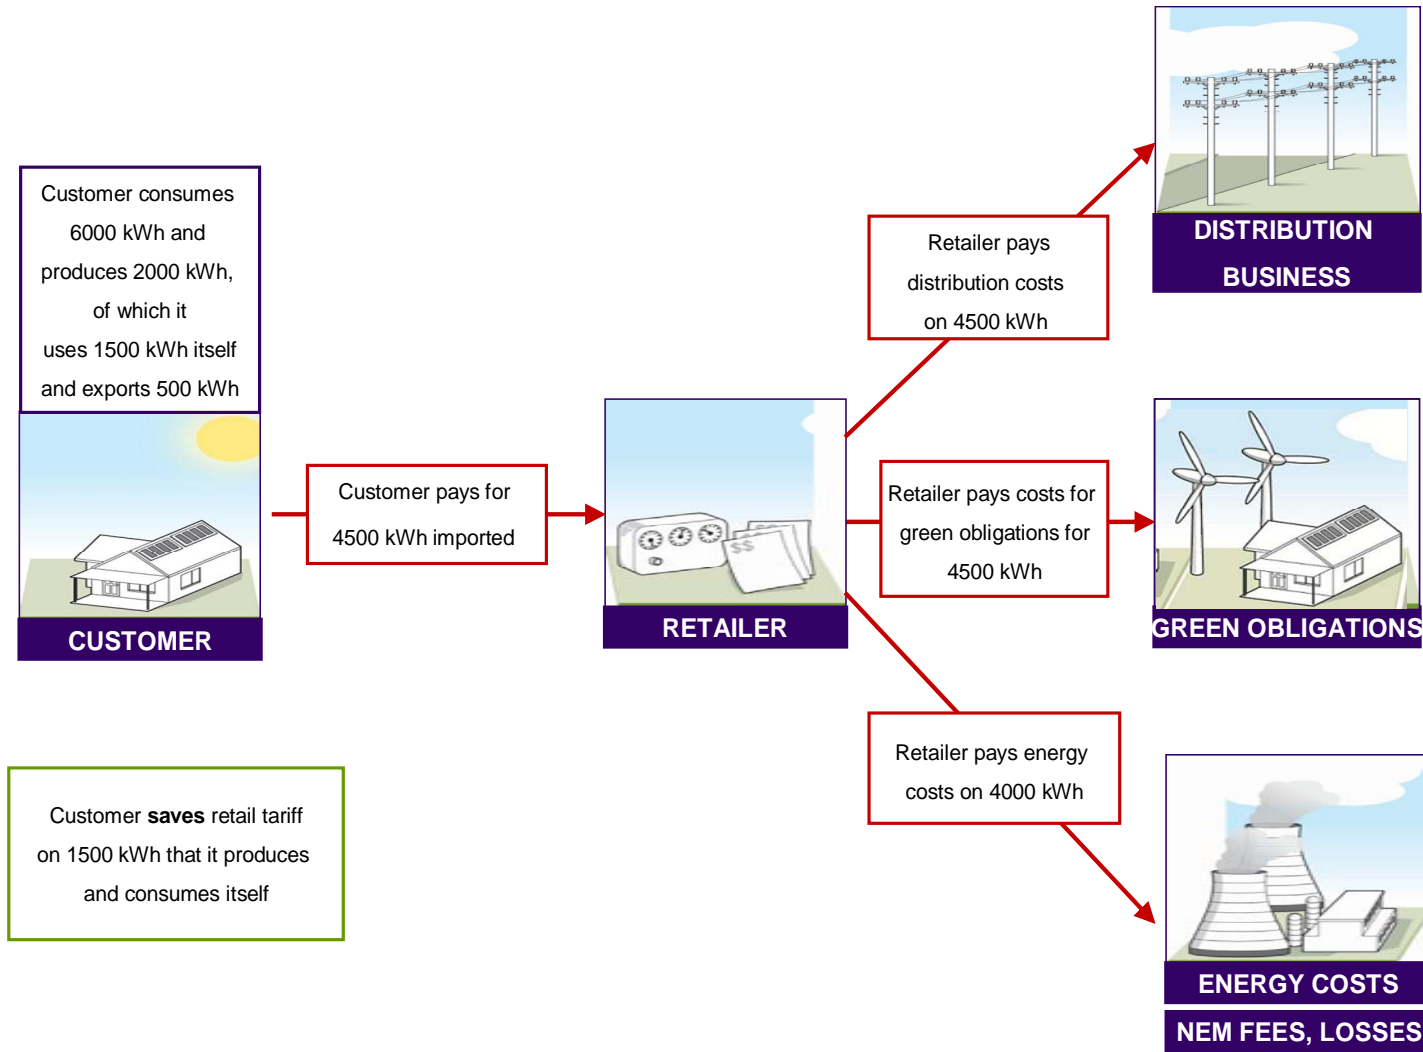 Customer consumes
6000 kWh and
produces 2000 kWh,
of which it
uses 1500 kWh itself
and exports 500 kWh
CUSTOMER
Customer pays for
4500 kWh imported
$$
RETAILER
Retailer pays
distribution costs
on 4500 kWh
DISTRIBUTION
BUSINESS
Retailer pays costs for
green obligations for
4500 kWh
GREEN OBLIGATIONS
Retailer pays energy
costs on 4000 kWh
ENERGY COSTS
NEM FEES, LOSSES
Customer saves retail tariff
on 1500 kWh that it produces
and consumes itself